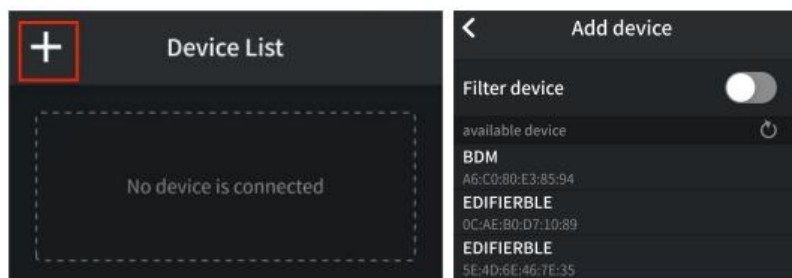 Device List
No device is connected
Add device
Filter device
available device
BDM
A6:C0:80:E3:85:94
EDIFIERBLE
0C:AE:B0:D7:10:89
EDIFIERBLE
5E:4D:6E:46:7E:35